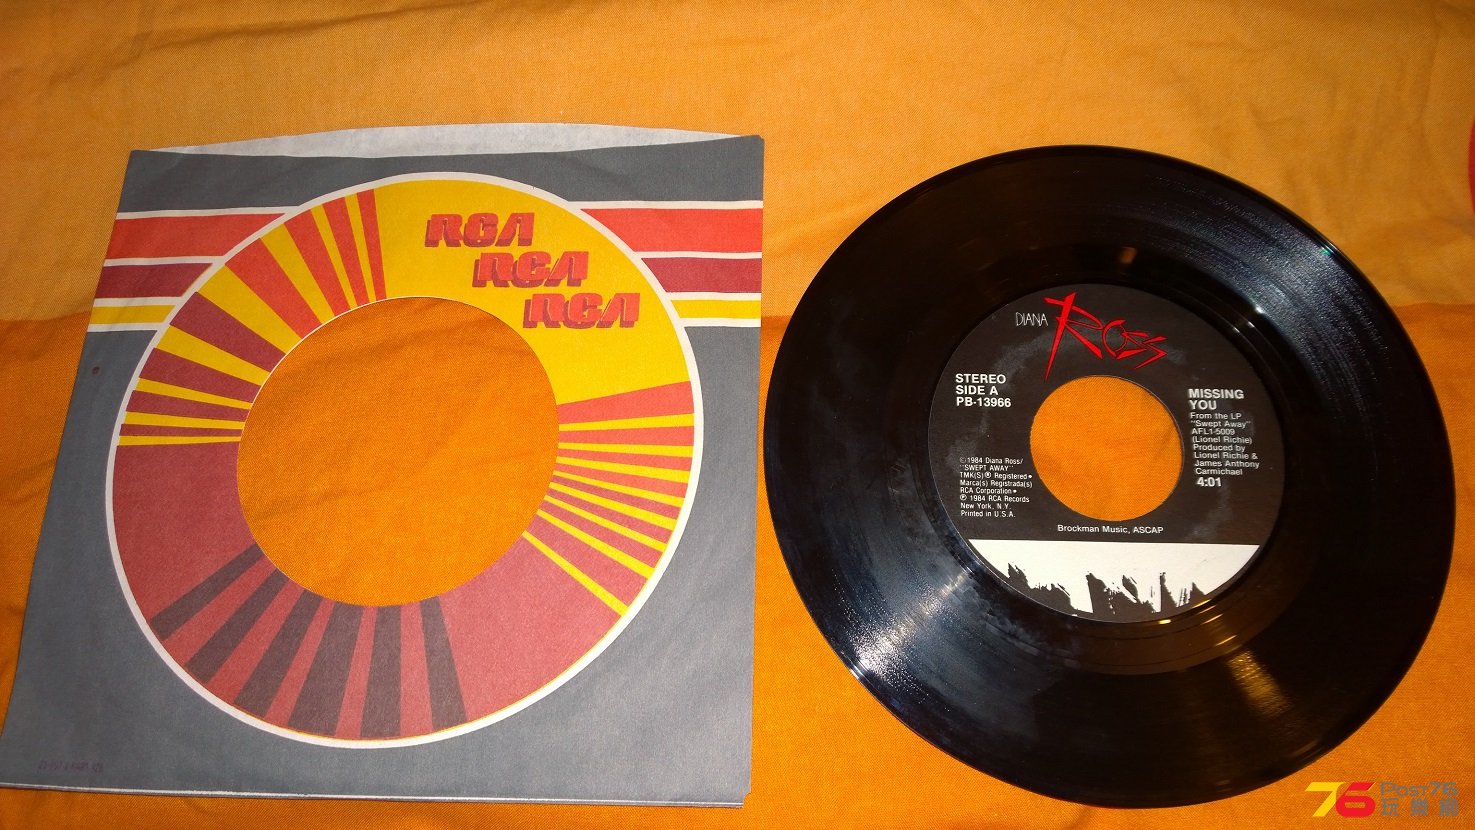 RCA
RCA
RCA
DIANA
ROSS
STEREO
SIDE A
PB-13966
MISSING
YOU
From the LP
"Swept Away"
AFL1-5009
(Lionel Richie)
Produced by
Lionel Richie &
James Anthony
Carmichael
4:01
©1984 Diana Ross/
"SWEPT AWAY"
TMK(S)® Registered•
Marca(s) Registrada(s)
RCA Corporation•
℗ 1984 RCA Records
New York, N.Y.
Printed in U.S.A.
Brockman Music, ASCAP
76 Post76
玩樂網